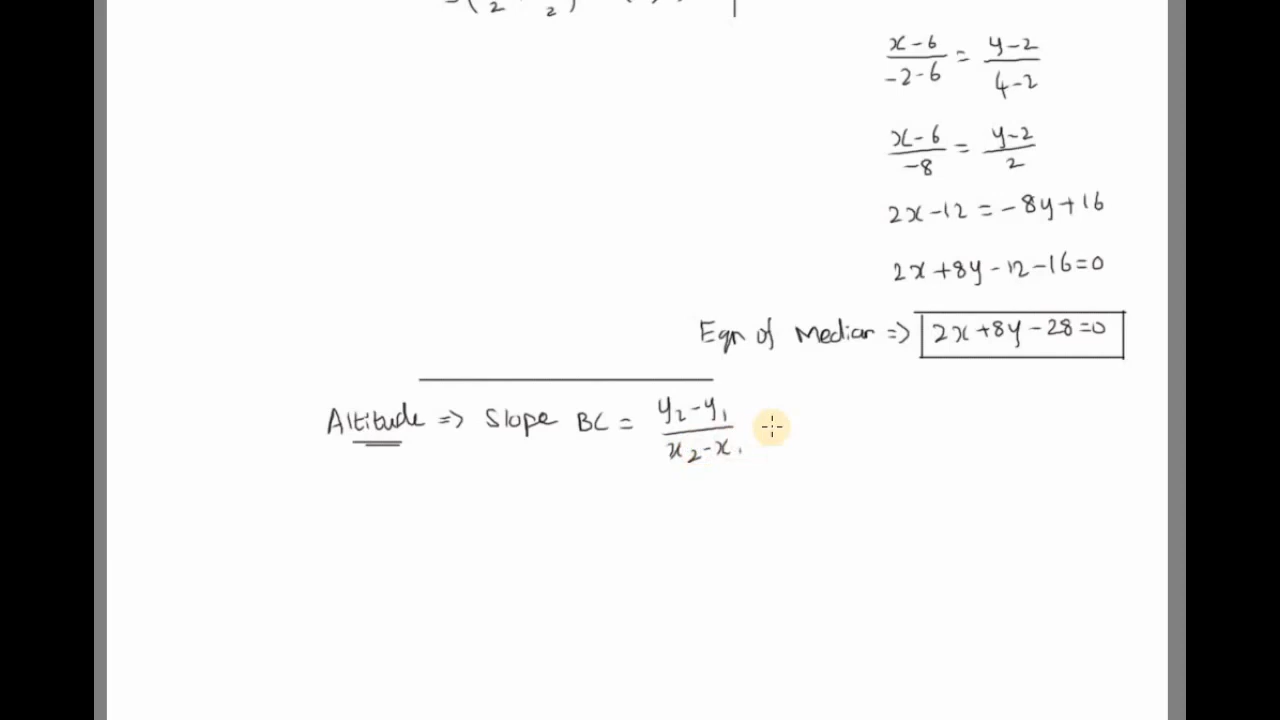 x-6/-2-6 = y-2/4-2
x-6/-8 = y-2/2
2x-12 = -8y+16
2x+8y-12-16=0
Eqn of Median => 2x+8y-28=0
Altitude => Slope BC = y₂-y₁/x₂-x₁